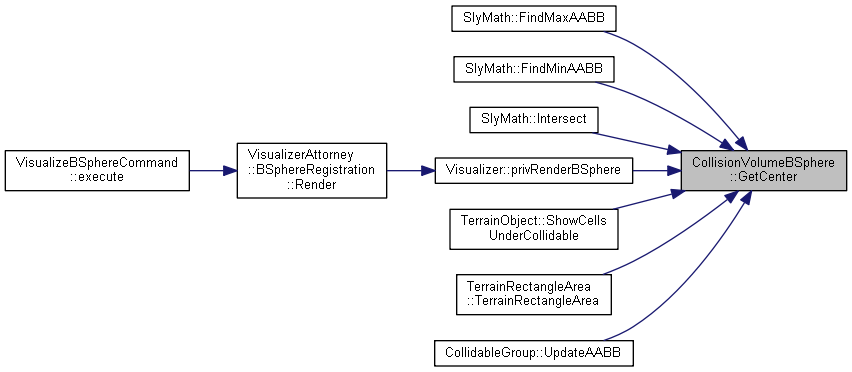 SlyMath::FindMaxAABB
SlyMath::FindMinAABB
SlyMath::Intersect
VisualizeBSphereCommand
::execute
VisualizerAttorney
::BSphereRegistration
::Render
Visualizer::privRenderBSphere
CollisionVolumeBSphere
::GetCenter
TerrainObject::ShowCells
UnderCollidable
TerrainRectangleArea
::TerrainRectangleArea
CollidableGroup::UpdateAABB